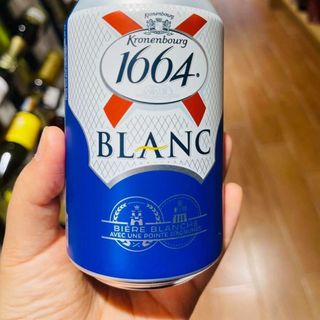 Kronenbourg
1664
BLANC
BIÈRE BLANCHE
AVEC UNE POINTE D'AGRUMES